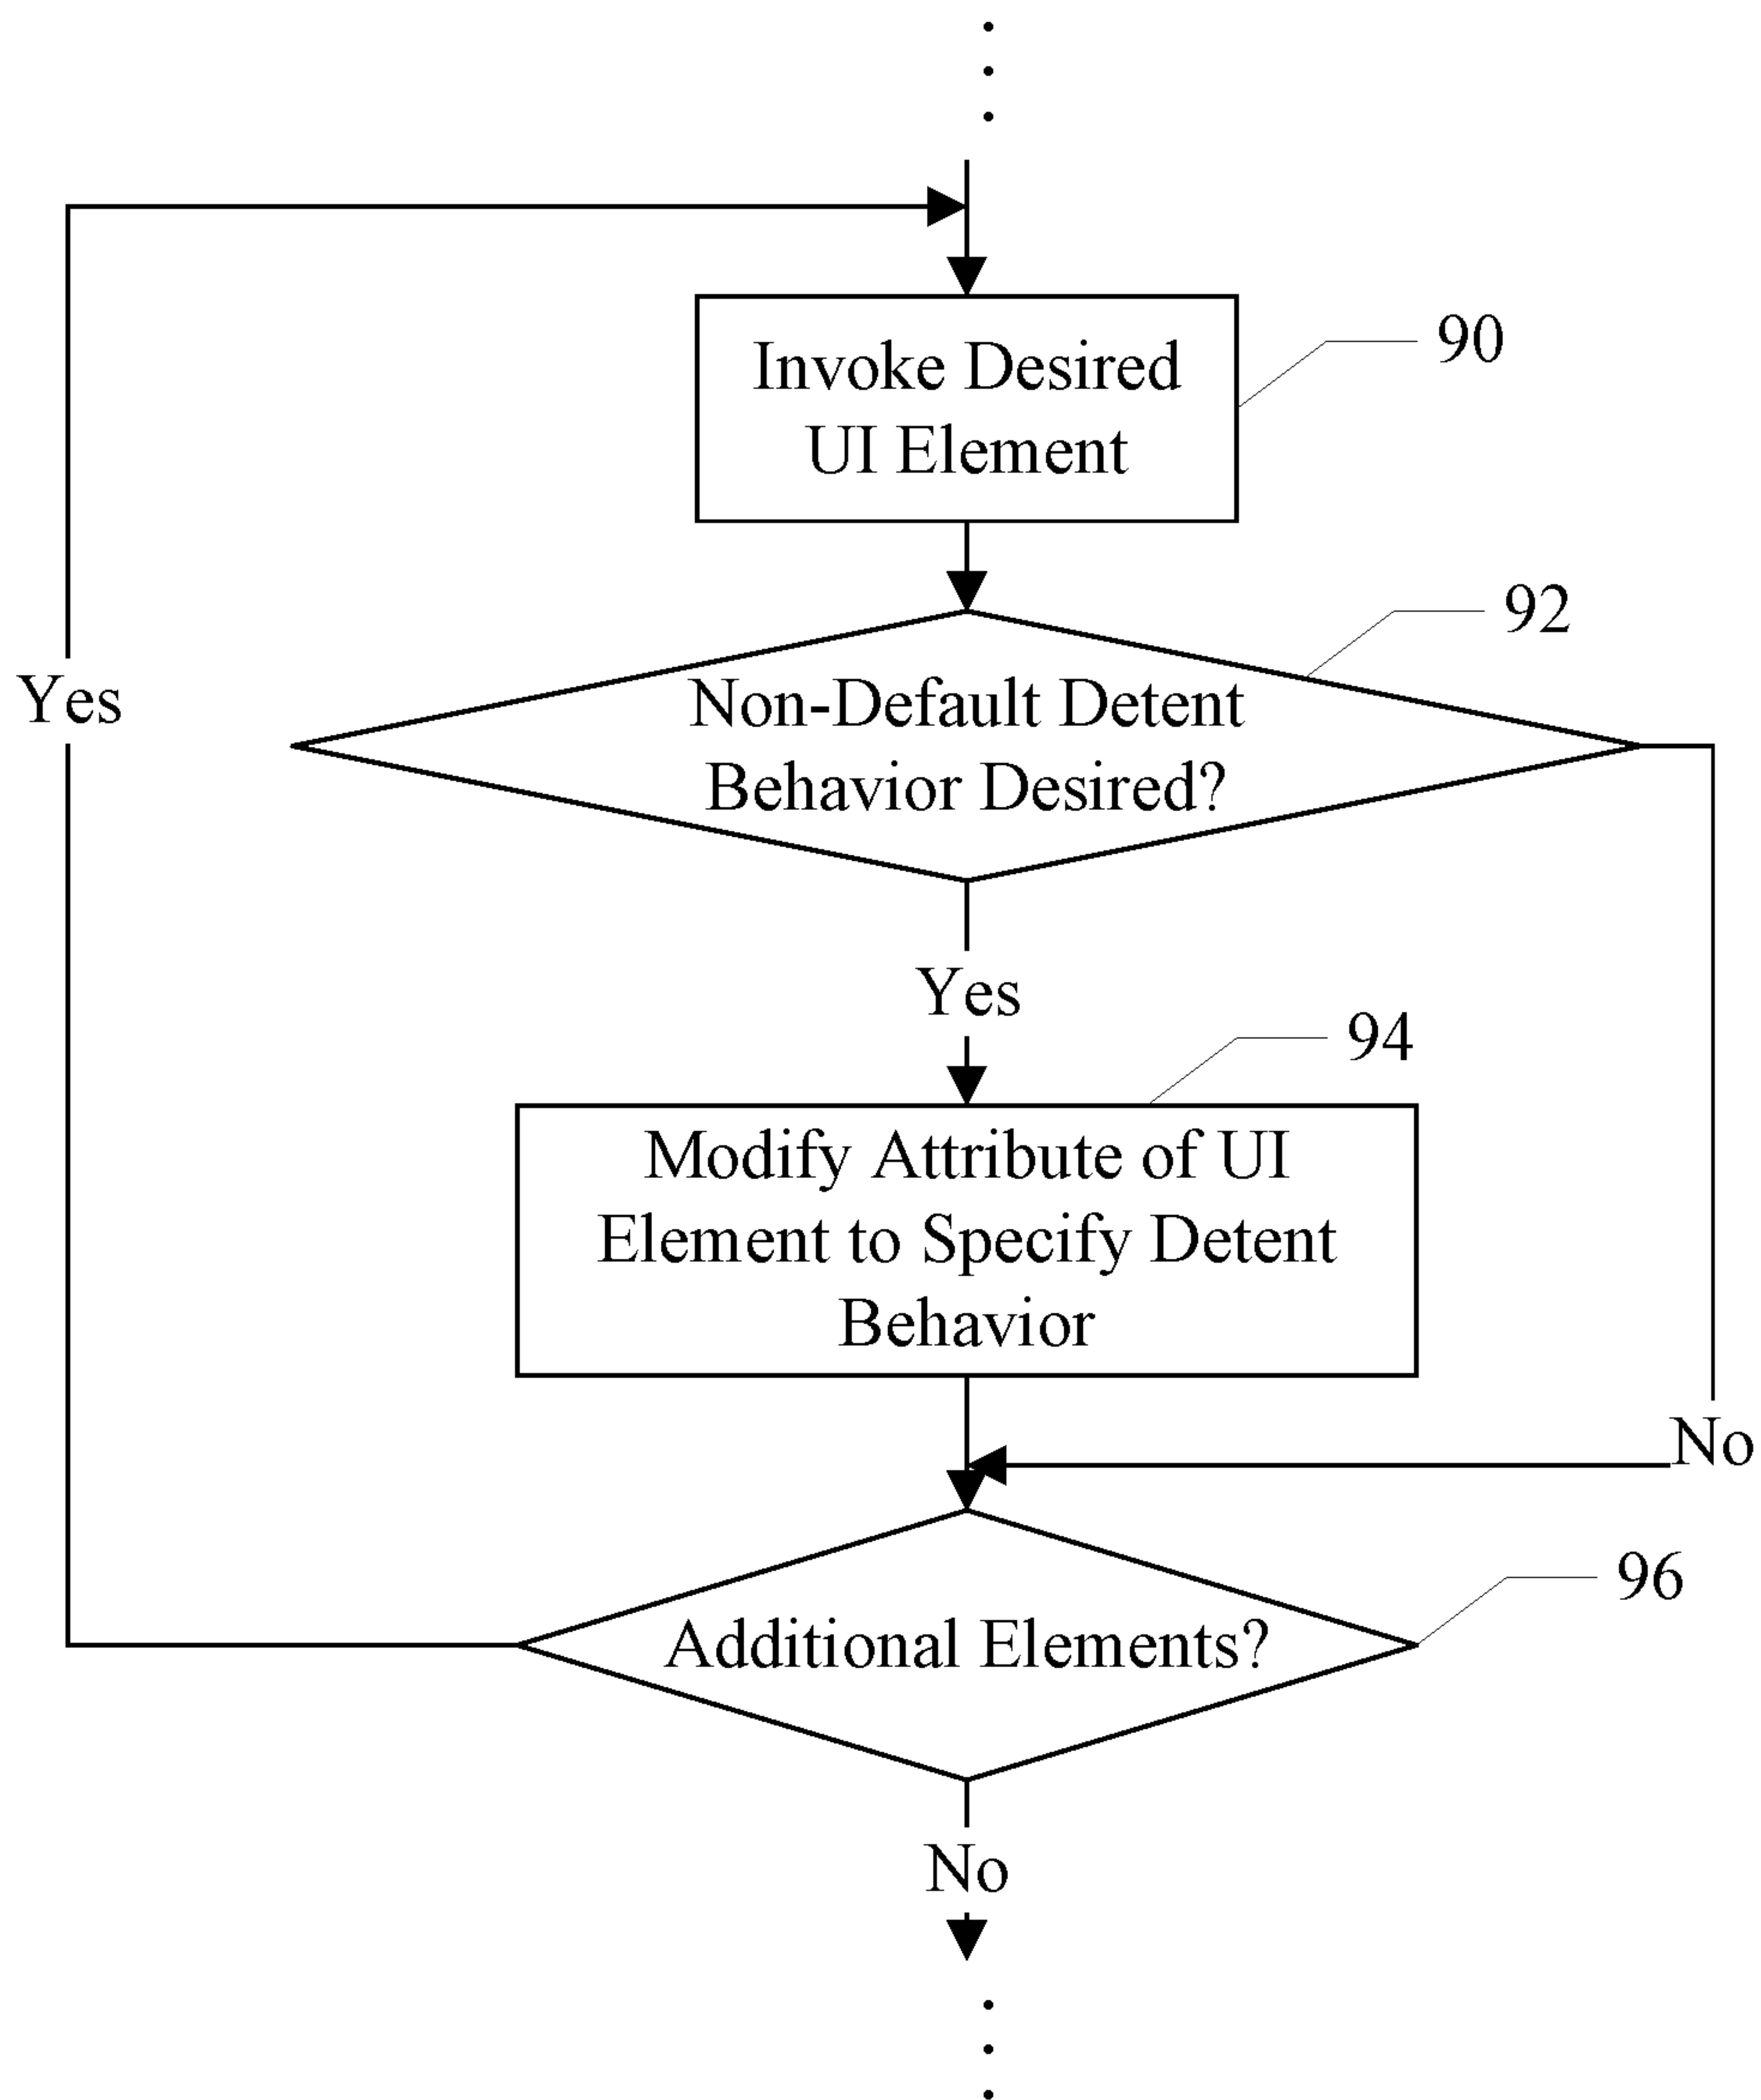 Invoke Desired
UI Element
90
92
Non-Default Detent
Behavior Desired?
Yes
Yes
94
Modify Attribute of UI
Element to Specify Detent
Behavior
No
96
Additional Elements?
No